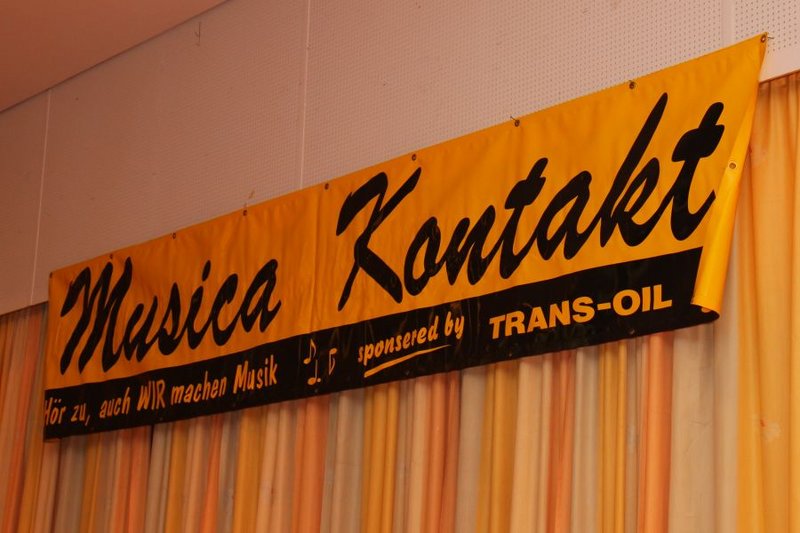 Musica Kontakt
Hör zu, auch WIR machen Musik sponsered by TRANS-OIL